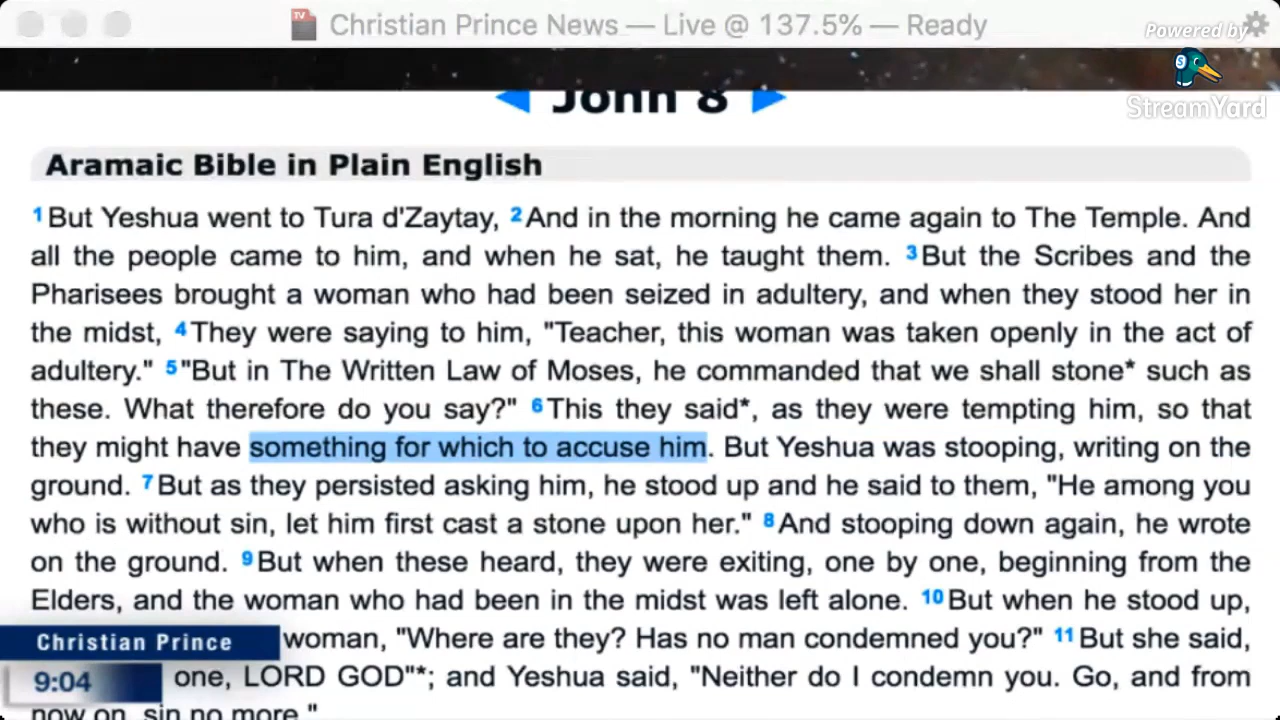 Christian Prince News — Live @ 137.5% — Ready
Powered by
StreamYard
John 8
Aramaic Bible in Plain English
1 But Yeshua went to Tura d'Zaytay, 2 And in the morning he came again to The Temple. And
all the people came to him, and when he sat, he taught them. 3 But the Scribes and the
Pharisees brought a woman who had been seized in adultery, and when they stood her in
the midst, 4 They were saying to him, "Teacher, this woman was taken openly in the act of
adultery." 5 "But in The Written Law of Moses, he commanded that we shall stone* such as
these. What therefore do you say?" 6 This they said*, as they were tempting him, so that
they might have something for which to accuse him. But Yeshua was stooping, writing on the
ground. 7 But as they persisted asking him, he stood up and he said to them, "He among you
who is without sin, let him first cast a stone upon her." 8 And stooping down again, he wrote
on the ground. 9 But when these heard, they were exiting, one by one, beginning from the
Elders, and the woman who had been in the midst was left alone. 10 But when he stood up,
Christian Prince
woman, "Where are they? Has no man condemned you?" 11 But she said,
9:04
one, LORD GOD"*; and Yeshua said, "Neither do I condemn you. Go, and from
now on, sin no more."